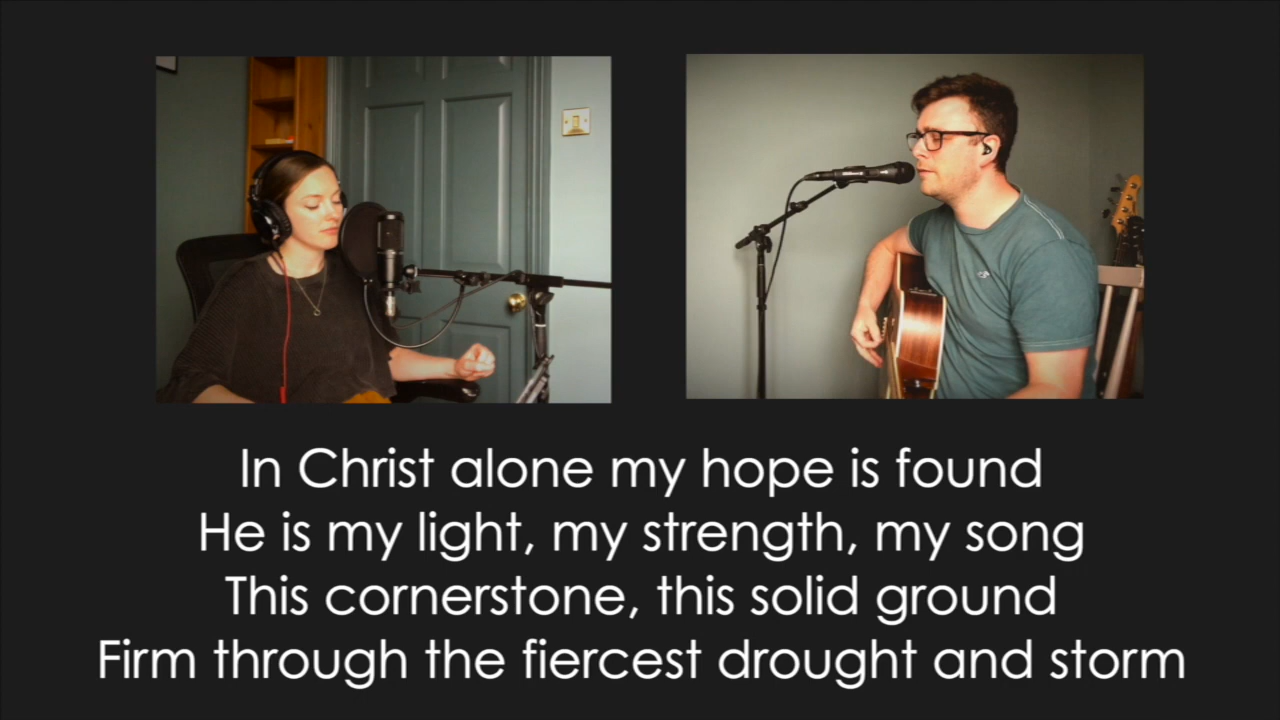 In Christ alone my hope is found
He is my light, my strength, my song
This cornerstone, this solid ground
Firm through the fiercest drought and storm